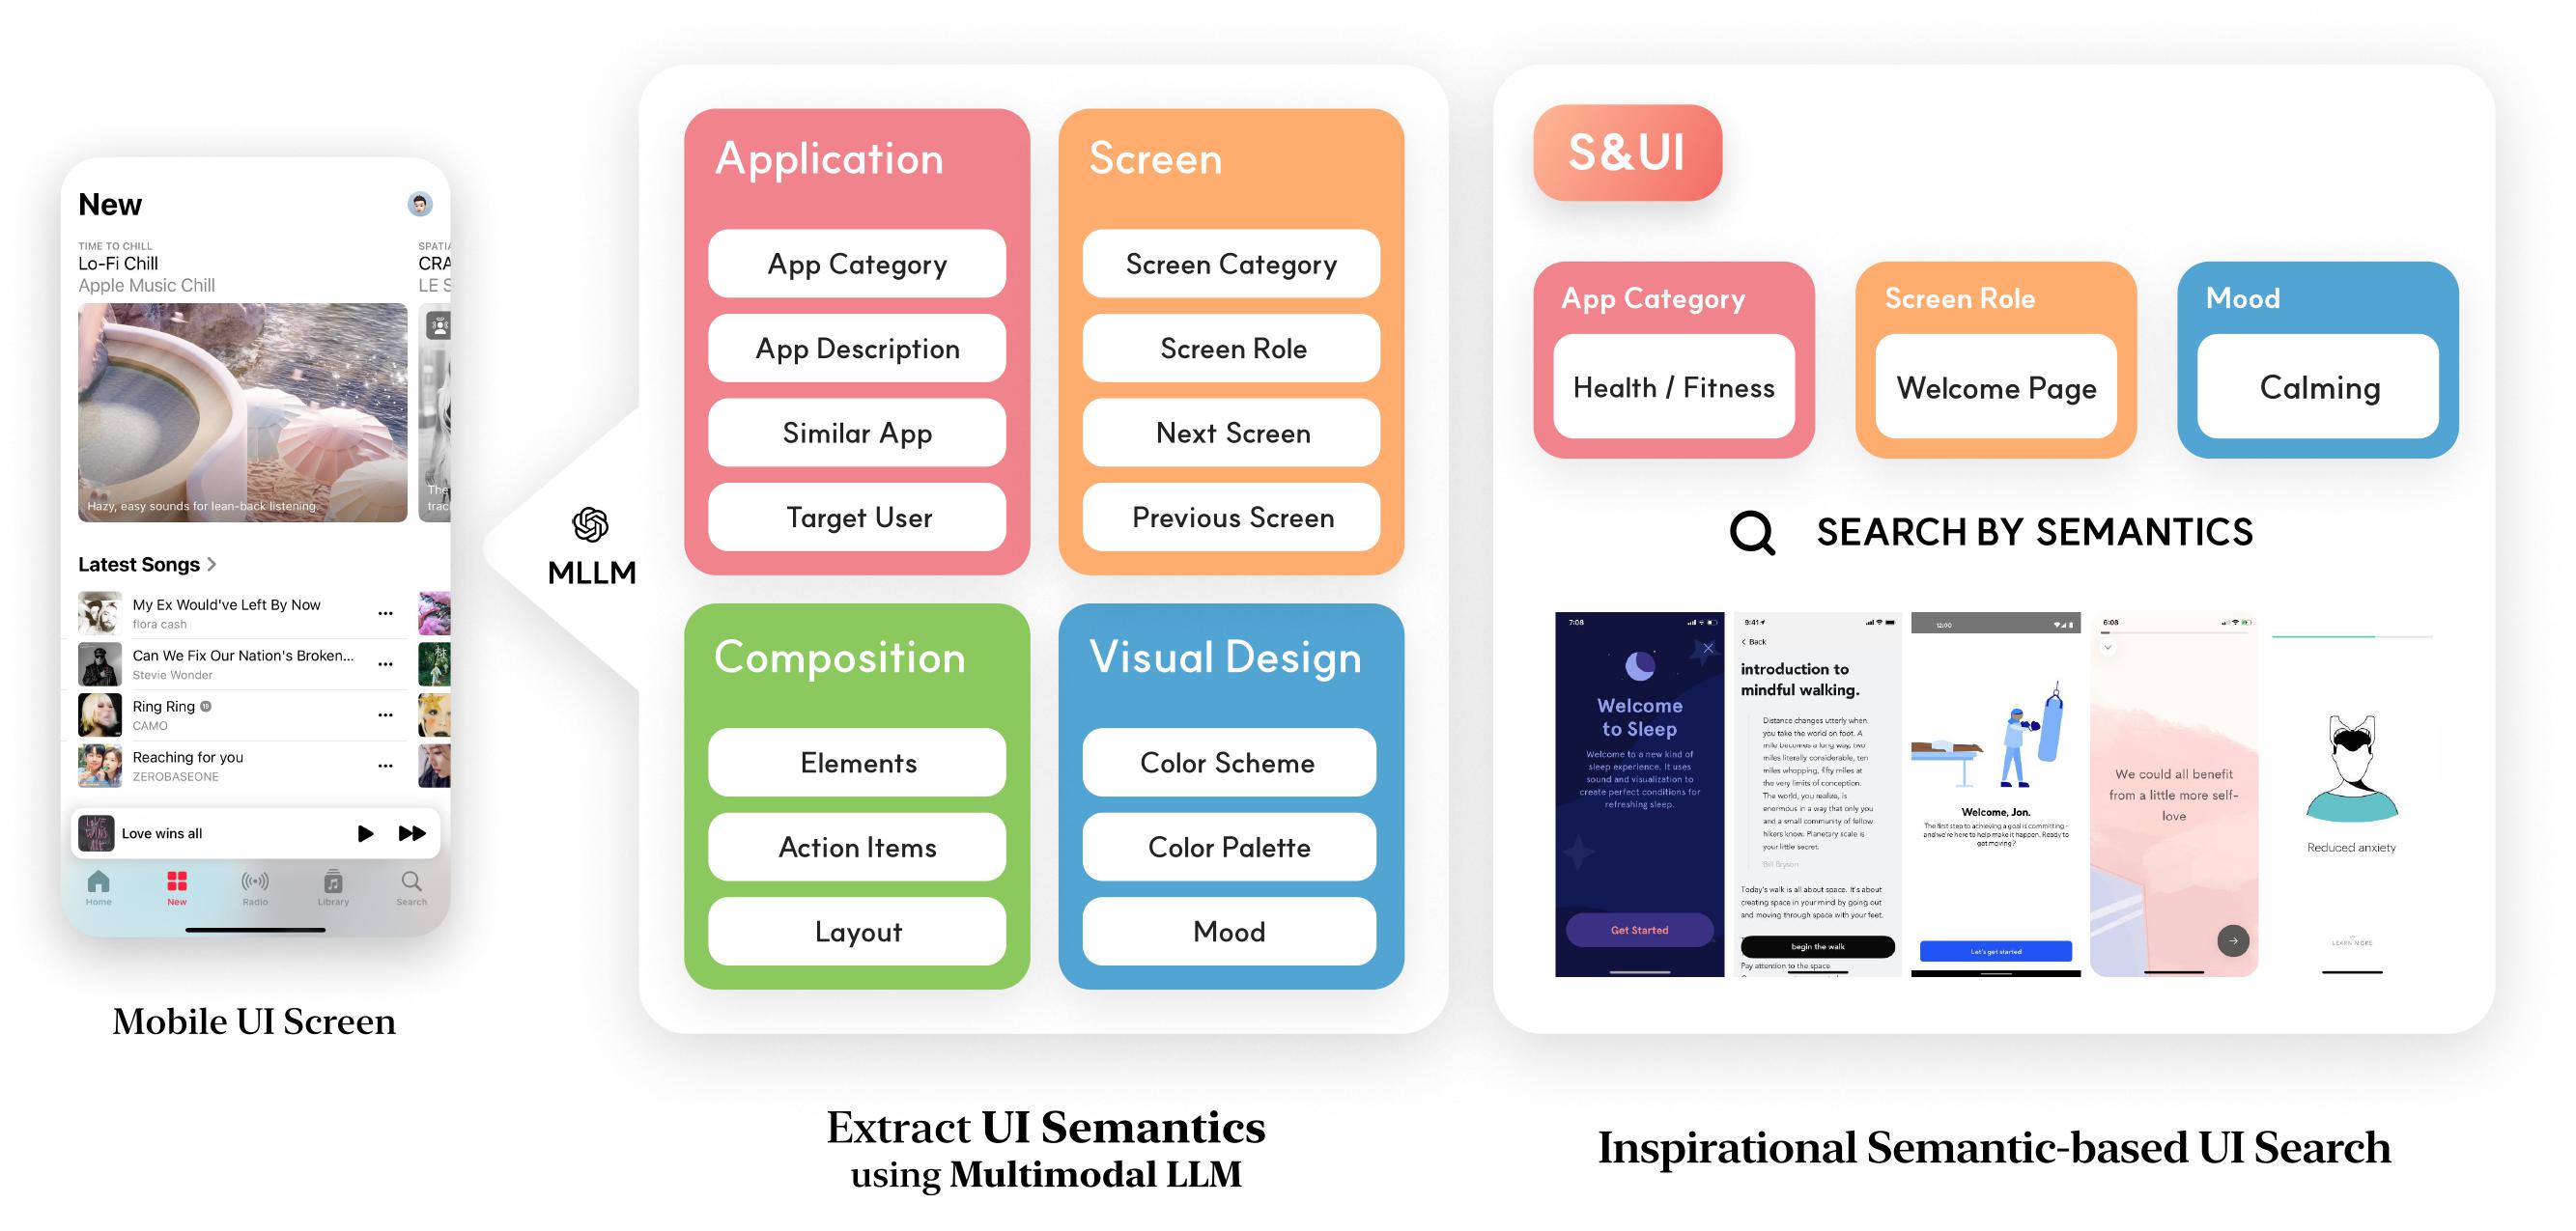 New
TIME TO CHILL
Lo-Fi Chill
Apple Music Chill
SPATIA
CRA
LE S
Hazy, easy sounds for lean-back listening.
The
track
Latest Songs
My Ex Would've Left By Now
flora cash
Can We Fix Our Nation's Broken...
Stevie Wonder
Ring Ring
CAMO
Reaching for you
ZEROBASEONE
Love wins all
Home
New
Radio
Library
Search
Mobile UI Screen
MLLM
Application
App Category
App Description
Similar App
Target User
Screen
Screen Category
Screen Role
Next Screen
Previous Screen
Composition
Elements
Action Items
Layout
Visual Design
Color Scheme
Color Palette
Mood
Extract UI Semantics
using Multimodal LLM
S&UI
App Category
Health / Fitness
Screen Role
Welcome Page
Mood
Calming
SEARCH BY SEMANTICS
7:08
Welcome
to Sleep
Welcome to a new kind of
sleep experience. It uses
sound and visualization to
create perfect conditions for
refreshing sleep.
Get Started
9:41
Back
introduction to
mindful walking.
Distance changes utterly when
you take the world on foot. A
mile becomes a long way, two
miles literally considerable, ten
miles whopping, fifty miles at
the very limits of conception.
The world, you realize, is
enormous in a way that only you
and a small community of fellow
hikers know. Planetary scale is
your little secret.
Bill Bryson
Today's walk is all about space. It's about
creating space in your mind by going out
and moving through space with your feet.
begin the walk
Pay attention to the space
12:00
Welcome, Jon.
The first step to achieving a goal is committing -
and we're here to help make it happen. Ready to
get moving?
Let's get started
6:08
We could all benefit
from a little more self-
love
Reduced anxiety
LEARN MORE
Inspirational Semantic-based UI Search